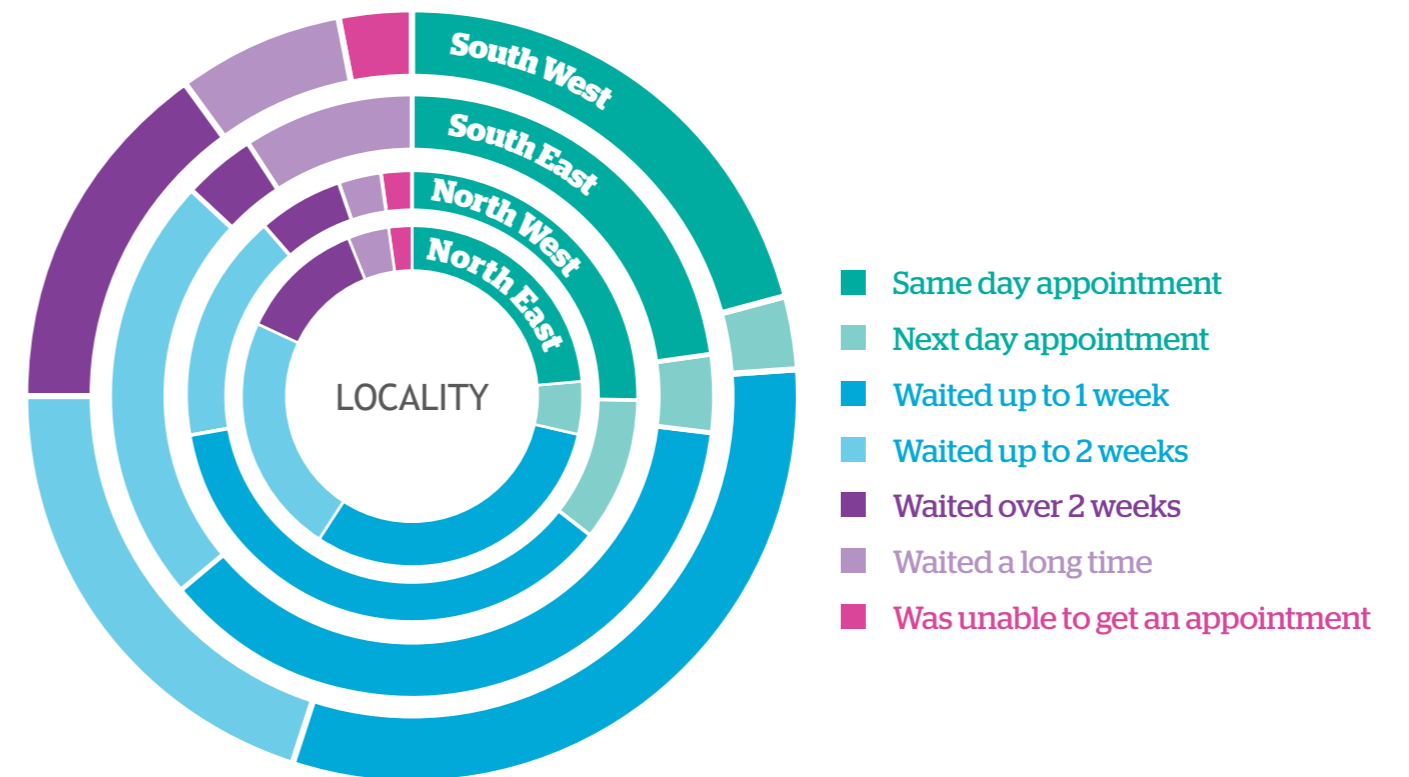 South West
South East
North West
North East
LOCALITY
Same day appointment
Next day appointment
Waited up to 1 week
Waited up to 2 weeks
Waited over 2 weeks
Waited a long time
Was unable to get an appointment